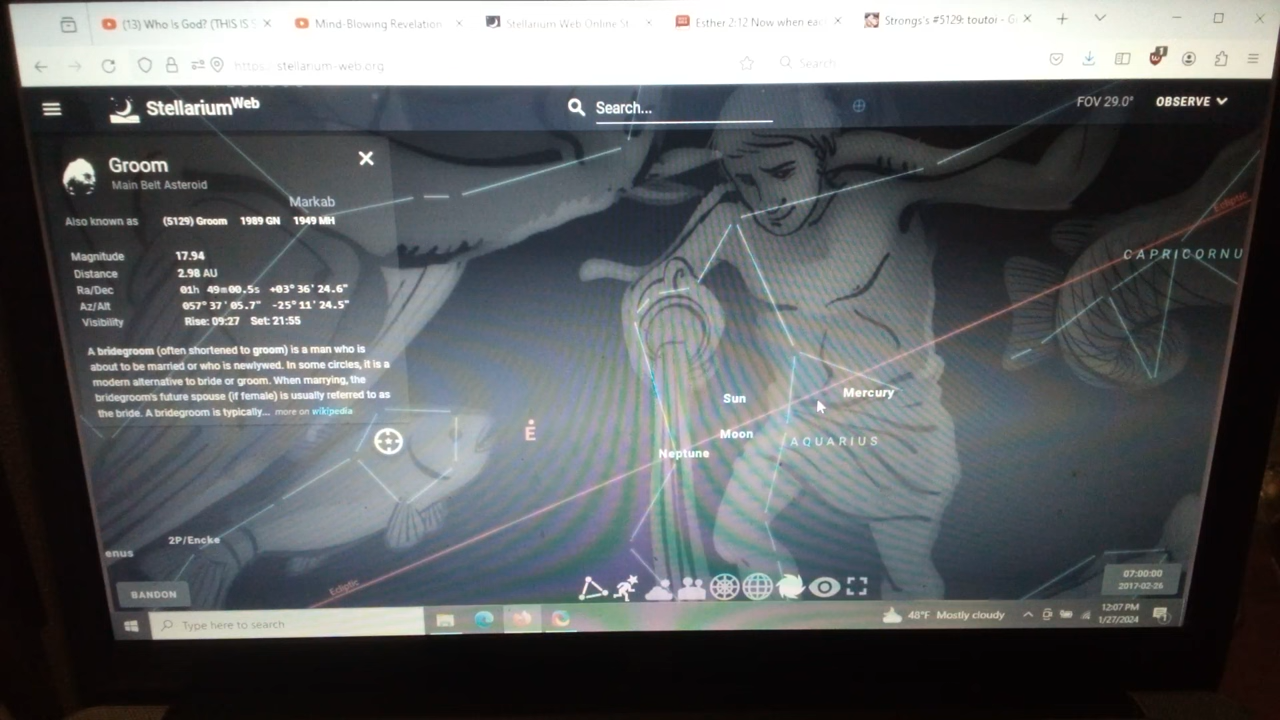 (13) Who Is God? (THIS IS S
Mind-Blowing Revelation
Stellarium Web Online St
Esther 2:12 Now when eac
Strongs's #5129: toutoi - G
https://stellarium-web.org
Search
StellariumWeb
Search...
FOV 29.0°
OBSERVE
Groom
Main Belt Asteroid
Markab
Also known as (5129) Groom 1989 GN 1949 MH
Magnitude 17.94
Distance 2.98 AU
Ra/Dec 01h 49m00.5s +03°36'24.6"
Az/Alt 057°37'05.7" -25°11'24.5"
Visibility Rise: 09:27 Set: 21:55
A bridegroom (often shortened to groom) is a man who is
about to be married or who is newlywed. In some circles, it is a
modern alternative to bride or groom. When marrying, the
bridegroom's future spouse (if female) is usually referred to as
the bride. A bridegroom is typically... more on wikipedia
Ecliptic
CAPRICORNU
Sun
Mercury
Moon
AQUARIUS
Neptune
Ė
2P/Encke
enus
Ecliptic
BANDON
07:00:00
2017-02-26
Type here to search
48°F Mostly cloudy
12:07 PM
1/27/2024